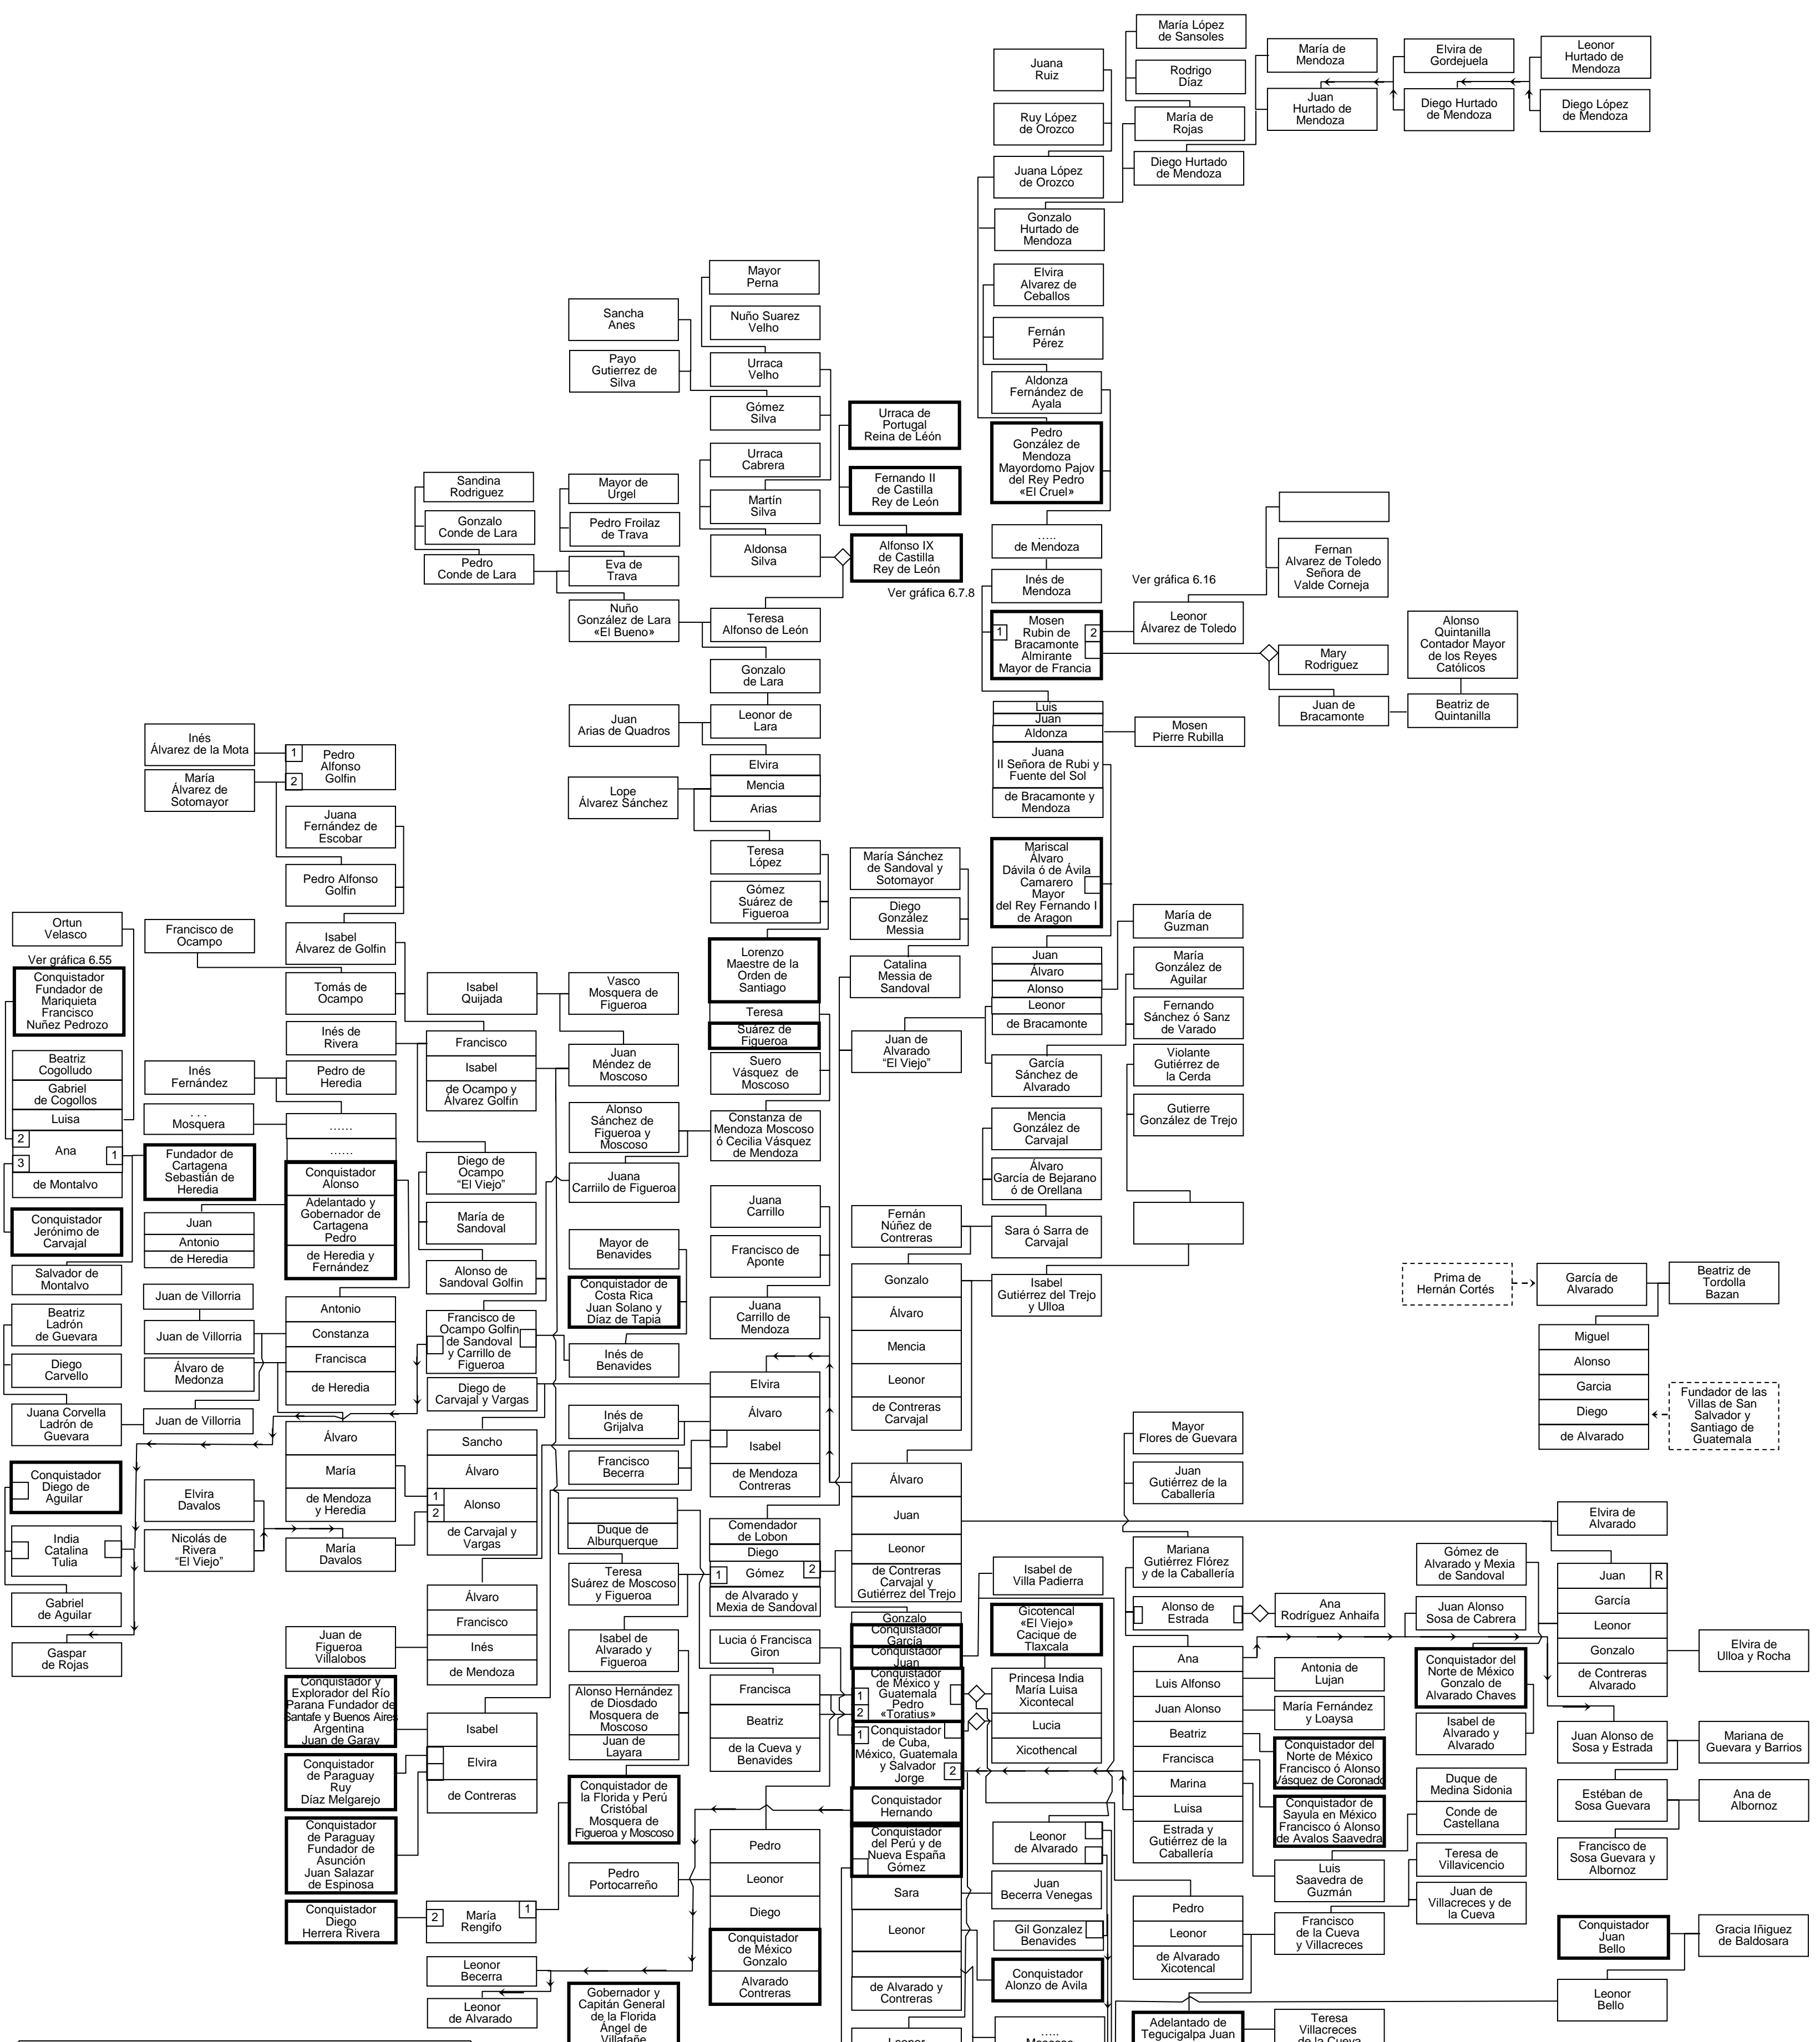 María López
de Sansoles
Juana
Ruiz
Rodrigo
Díaz
María de
Mendoza
Elvira de
Gordejuela
Leonor
Hurtado de
Mendoza
Ruy López
de Orozco
María de
Rojas
Juan
Hurtado de
Mendoza
Diego Hurtado
de Mendoza
Diego López
de Mendoza
Juana López
de Orozco
Diego Hurtado
de Mendoza
Gonzalo
Hurtado de
Mendoza
Elvira
Alvarez de
Ceballos
Fernán
Pérez
Aldonza
Fernández de
Ayala
Pedro
González de
Mendoza
Mayordomo Pajov
del Rey Pedro
«El Cruel»
.....
de Mendoza
Inés de
Mendoza
Mayor
Perna
Nuño Suarez
Velho
Sancha
Anes
Payo
Gutierrez de
Silva
Urraca
Velho
Gómez
Silva
Urraca de
Portugal
Reina de Léón
Urraca
Cabrera
Fernando II
de Castilla
Rey de León
Martín
Silva
Aldonsa
Silva
Alfonso IX
de Castilla
Rey de León
Ver gráfica 6.7.8
Sandina
Rodriguez
Gonzalo
Conde de Lara
Pedro
Conde de Lara
Mayor de
Urgel
Pedro Froilaz
de Trava
Eva de
Trava
Nuño
González de Lara
«El Bueno»
Teresa
Alfonso de León
Gonzalo
de Lara
Juan
Arias de Quadros
Leonor de
Lara
Elvira
Mencia
Arias
Lope
Álvarez Sánchez
Teresa
López
Gómez
Suárez de
Figueroa
Lorenzo
Maestre de la
Orden de
Santiago
Teresa
Suárez de
Figueroa
Suero
Vásquez de
Moscoso
Ver gráfica 6.16
Fernan
Alvarez de Toledo
Señora de
Valde Corneja
Leonor
Álvarez de Toledo
1
Mosen
Rubin de
Bracamonte
Almirante
Mayor de Francia
2
Mary
Rodriguez
Alonso
Quintanilla
Contador Mayor
de los Reyes
Católicos
Juan de
Bracamonte
Beatriz de
Quintanilla
Luis
Juan
Aldonza
Juana
II Señora de Rubi y
Fuente del Sol
de Bracamonte y
Mendoza
Mosen
Pierre Rubilla
Mariscal
Álvaro
Dávila ó de Ávila
Camarero
Mayor
del Rey Fernando I
de Aragon
Juan
Álvaro
Alonso
Leonor
de Bracamonte
María de
Guzman
María Sánchez
de Sandoval y
Sotomayor
Diego
González
Messia
Catalina
Messia de
Sandoval
Juan de
Alvarado
"El Viejo"
García
Sánchez de
Alvarado
María
González de
Aguilar
Fernando
Sánchez ó Sanz
de Varado
Violante
Gutiérrez de
la Cerda
Gutierre
González de Trejo
Mencia
González de
Carvajal
Álvaro
García de Bejarano
ó de Orellana
Fernán
Núñez de
Contreras
Sara ó Sarra de
Carvajal
Isabel
Gutiérrez del Trejo
y Ulloa
Gonzalo
Álvaro
Mencia
Leonor
de Contreras
Carvajal
Inés
Álvarez de la Mota
María
Álvarez de
Sotomayor
1
2
Pedro
Alfonso
Golfin
Juana
Fernández de
Escobar
Pedro Alfonso
Golfin
Isabel
Álvarez de Golfin
Ortun
Velasco
Ver gráfica 6.55
Conquistador
Fundador de
Mariquieta
Francisco
Nuñez Pedrozo
Francisco de
Ocampo
Tomás de
Ocampo
Inés de
Rivera
Isabel
Quijada
Vasco
Mosquera de
Figueroa
Francisco
Isabel
de Ocampo y
Álvarez Golfin
Juan
Méndez de
Moscoso
Beatriz
Cogolludo
Gabriel
de Cogollos
Luisa
2
3
Ana
1
de Montalvo
Inés
Fernández
Pedro de
Heredia
. . .
Mosquera
......
......
Conquistador
Alonso
Adelantado y
Gobernador de
Cartagena
Pedro
de Heredia y
Fernández
Fundador de
Cartagena
Sebastián de
Heredia
Conquistador
Jerónimo de
Carvajal
Juan
Antonio
de Heredia
Salvador de
Montalvo
Diego de
Ocampo
"El Viejo"
María de
Sandoval
Alonso de
Sandoval Golfin
Alonso
Sánchez de
Figueroa y
Moscoso
Constanza de
Mendoza Moscoso
ó Cecilia Vásquez
de Mendoza
Juana
Carriilo de Figueroa
Juana
Carrillo
Francisco de
Aponte
Juana
Carrillo de
Mendoza
Mayor de
Benavides
Conquistador de
Costa Rica
Juan Solano y
Díaz de Tapia
Inés de
Benavides
Francisco de
Ocampo Golfin
de Sandoval
y Carrillo de
Figueroa
Juan de Villorria
Juan de Villorria
Álvaro de
Medonza
Juan de Villorria
Antonio
Constanza
Francisca
de Heredia
Beatriz
Ladrón
de Guevara
Diego
Carvello
Juana Corvella
Ladrón de
Guevara
Diego de
Carvajal y Vargas
Inés de
Grijalva
Francisco
Becerra
Elvira
Álvaro
Isabel
de Mendoza
Contreras
Álvaro
María
de Mendoza
y Heredia
Sancho
Álvaro
1
2
Alonso
de Carvajal y
Vargas
Conquistador
Diego de
Aguilar
India
Catalina
Tulia
Gabriel
de Aguilar
Gaspar
de Rojas
Elvira
Davalos
Nicolás de
Rivera
"El Viejo"
María
Davalos
Duque de
Alburquerque
Teresa
Suárez de Moscoso
y Figueroa
Comendador
de Lobon
Diego
1
Gómez
2
de Alvarado y
Mexia de Sandoval
Álvaro
Juan
Leonor
de Contreras
Carvajal y
Gutiérrez del Trejo
Prima de
Hernán Cortés
García de
Alvarado
Beatriz de
Tordolla
Bazan
Miguel
Alonso
Garcia
Diego
de Alvarado
Fundador de las
Villas de San
Salvador y
Santiago de
Guatemala
Mayor
Flores de Guevara
Juan
Gutiérrez de la
Caballería
Mariana
Gutiérrez Flórez
y de la Caballería
Alonso de
Estrada
Ana
Rodríguez Anhaifa
Elvira de
Alvarado
Gómez de
Alvarado y Mexia
de Sandoval
Juan Alonso
Sosa de Cabrera
Juan
R
García
Leonor
Gonzalo
de Contreras
Alvarado
Elvira de
Ulloa y Rocha
Isabel de
Villa Padierra
Gicotencal
«El Viejo»
Cacique de
Tlaxcala
Princesa India
María Luisa
Xicontecal
Lucia
Xicothencal
Gonzalo
Conquistador
García
Conquistador
Juan
Conquistador
de México y
Guatemala
Pedro
«Toratius»
1
2
1
Conquistador
de Cuba,
México, Guatemala
y Salvador
Jorge
2
Conquistador
Hernando
Conquistador
del Perú y de
Nueva España
Gómez
Sara
Leonor
de Alvarado y
Contreras
Leonor
Álvaro
Francisco
Inés
de Mendoza
Juan de
Figueroa
Villalobos
Isabel de
Alvarado y
Figueroa
Lucia ó Francisca
Giron
Francisca
Beatriz
de la Cueva y
Benavides
Alonso Hernández
de Diosdado
Mosquera de
Moscoso
Juan de
Layara
Conquistador y
Explorador del Río
Parana Fundador de
Santafe y Buenos Aires
Argentina
Juan de Garay
Isabel
Elvira
de Contreras
Conquistador
de Paraguay
Ruy
Díaz Melgarejo
Conquistador
de Paraguay
Fundador de
Asunción
Juan Salazar
de Espinosa
Conquistador
Diego
Herrera Rivera
2
María
Rengifo
1
Conquistador de
la Florida y Perú
Cristóbal
Mosquera de
Figueroa y Moscoso
Pedro
Portocarreño
Pedro
Leonor
Diego
Conquistador
de México
Gonzalo
Alvarado
Contreras
Leonor
Becerra
Leonor
de Alvarado
Gobernador y
Capitán General
de la Florida
Ángel de
Villafañe
Ana
Luis Alfonso
Juan Alonso
Beatriz
Francisca
Marina
Luisa
Estrada y
Gutiérrez de la
Caballería
Antonia de
Lujan
María Fernández
y Loaysa
Conquistador del
Norte de México
Francisco ó Alonso
Vásquez de Coronado
Conquistador de
Sayula en México
Francisco ó Alonso
de Avalos Saavedra
Conquistador del
Norte de México
Gonzalo de
Alvarado Chaves
Isabel de
Alvarado y
Alvarado
Juan Alonso de
Sosa y Estrada
Mariana de
Guevara y Barrios
Estéban de
Sosa Guevara
Ana de
Albornoz
Francisco de
Sosa Guevara y
Albornoz
Duque de
Medina Sidonia
Conde de
Castellana
Teresa de
Villavicencio
Juan de
Villacreces y de
la Cueva
Luis
Saavedra de
Guzmán
Francisco
de la Cueva
y Villacreces
Leonor
de Alvarado
Juan
Becerra Venegas
Gil Gonzalez
Benavides
Conquistador
Alonzo de Avila
Pedro
Leonor
de Alvarado
Xicotencal
Conquistador
Juan
Bello
Gracia Iñiguez
de Baldosara
Leonor
Bello
.....
Adelantado de
Tegucigalpa Juan
Teresa
Villacreces